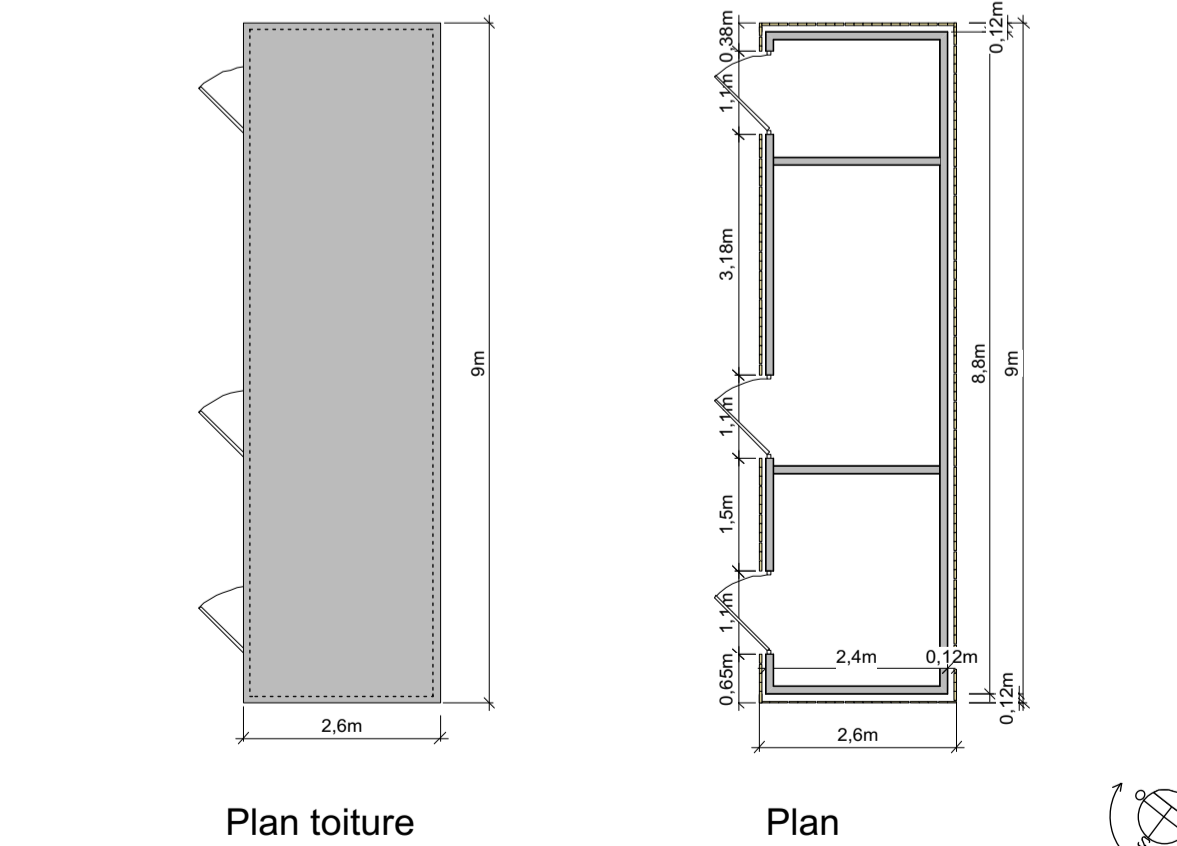 9m
2,6m
Plan toiture
0,38m
1,1m
3,18m
1,1m
1,5m
1,1m
0,65m
2,4m
0,12m
0,12m
8,8m
9m
0,12m
2,6m
Plan
O
S